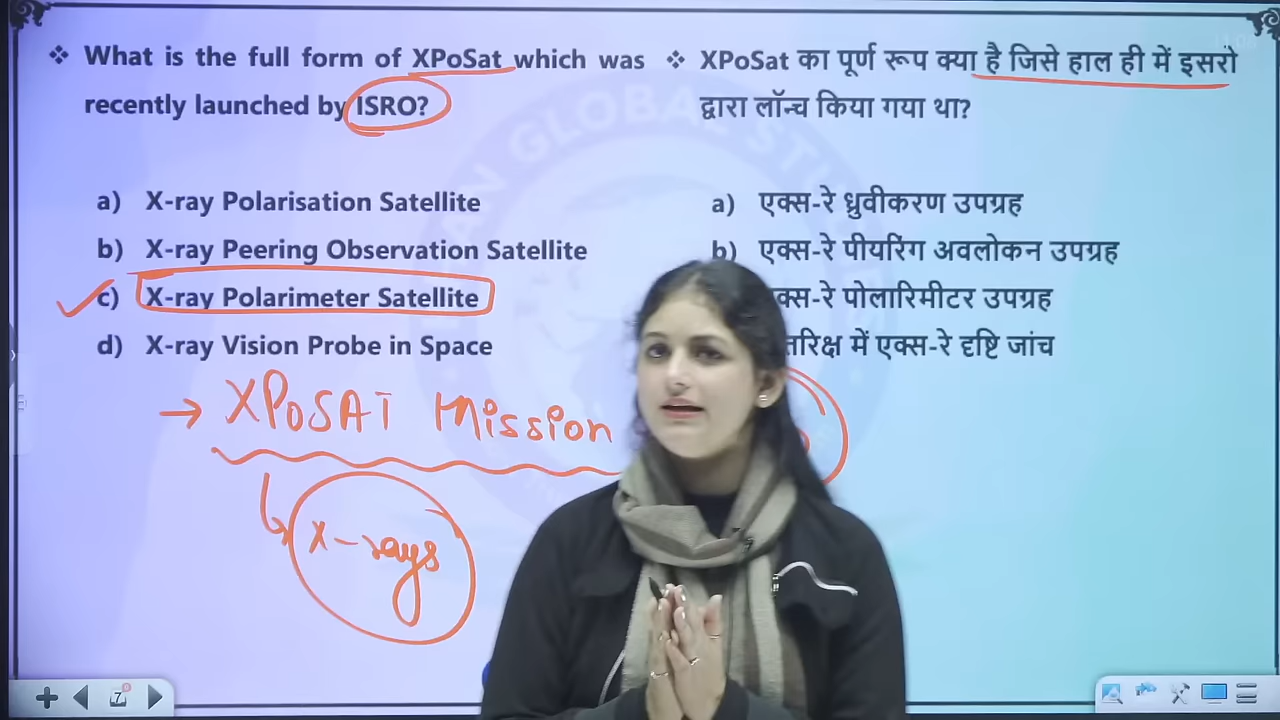 ❖ What is the full form of XPoSat which was
recently launched by ISRO?
a) X-ray Polarisation Satellite
b) X-ray Peering Observation Satellite
c) X-ray Polarimeter Satellite
d) X-ray Vision Probe in Space
→ XPoSAT Mission
X-rays
❖ XPoSat का पूर्ण रूप क्या है जिसे हाल ही में इसरो
द्वारा लॉन्च किया गया था?
a) एक्स-रे ध्रुवीकरण उपग्रह
b) एक्स-रे पीयरिंग अवलोकन उपग्रह
क्स-रे पोलारिमीटर उपग्रह
तरिक्ष में एक्स-रे दृष्टि जांच
7